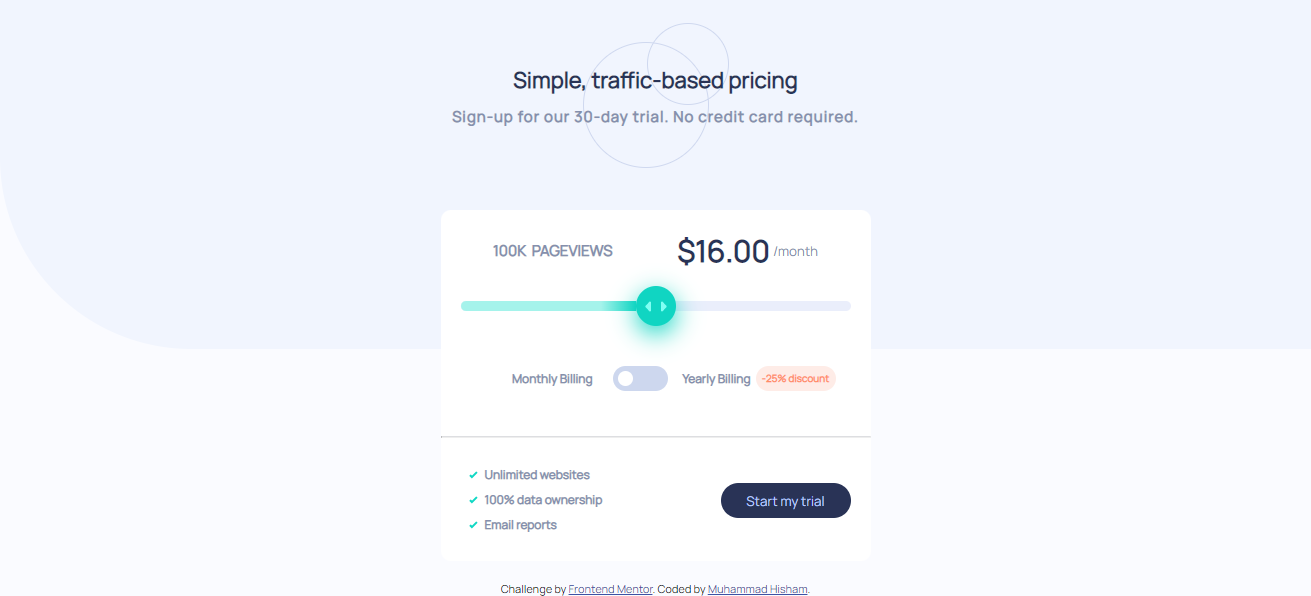 Simple, traffic-based pricing
Sign-up for our 30-day trial. No credit card required.
100K PAGEVIEWS $16.00 /month
Monthly Billing Yearly Billing -25% discount
Unlimited websites
100% data ownership
Email reports
Start my trial
Challenge by Frontend Mentor. Coded by Muhammad Hisham.